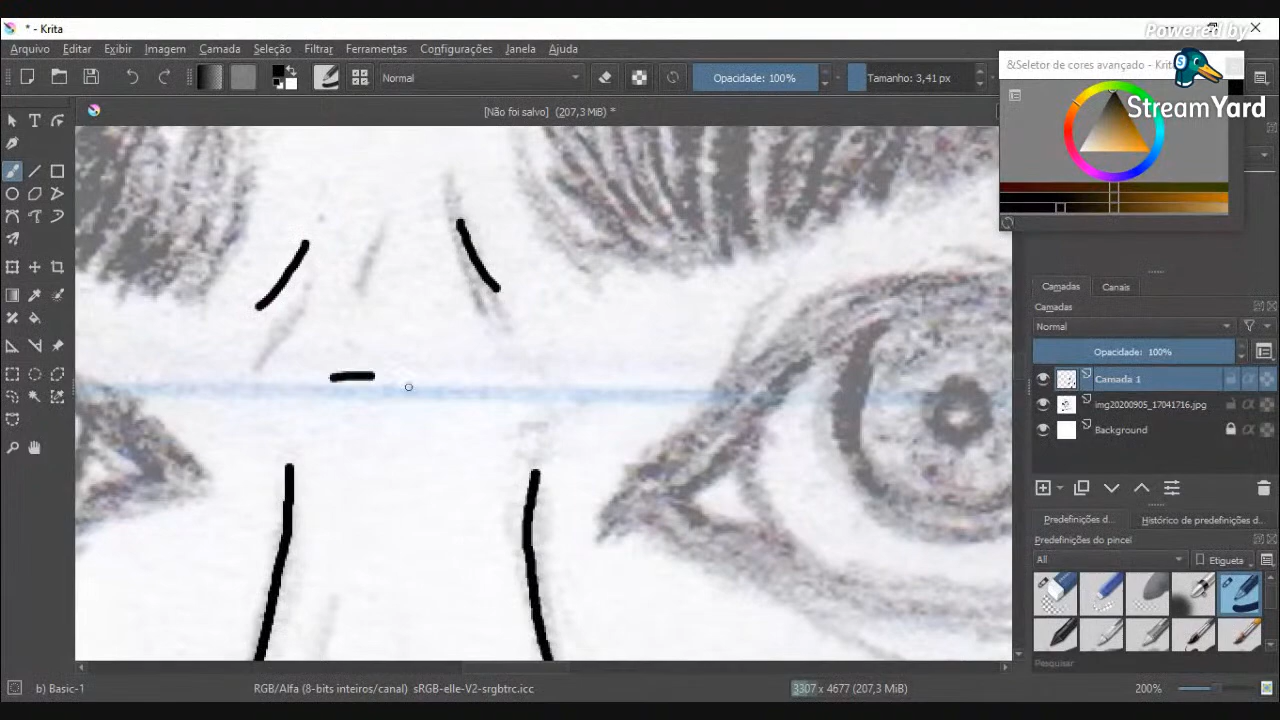 * - Krita
Powered by
Arquivo Editar Exibir Imagem Camada Seleção Filtrar Ferramentas Configurações Janela Ajuda
&Seletor de cores avançado - Krita
StreamYard
Normal
Opacidade: 100%
Tamanho: 3,41 px
[Não foi salvo] (207,3 MiB) *
Camadas Canais
Camadas
Normal
Opacidade: 100%
Camada 1
img20200905_17041716.jpg
Background
Predefinições d... Histórico de predefinições d...
Predefinições do pincel
All Etiqueta
Pesquisar
b) Basic-1 RGB/Alfa (8-bits inteiros/canal) sRGB-elle-V2-srgbtrc.icc 3307 x 4677 (207,3 MiB) 200%